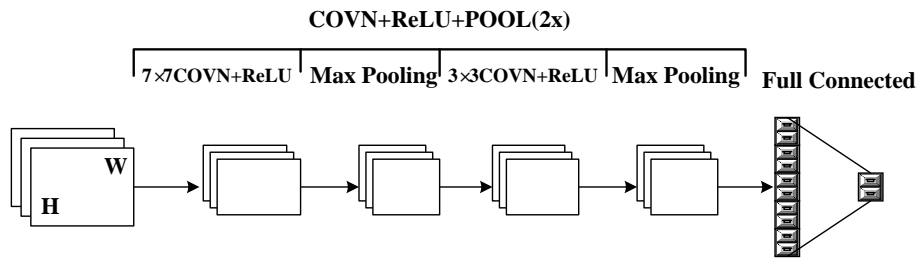 COVN+ReLU+POOL(2x)
7×7COVN+ReLU
Max Pooling
3×3COVN+ReLU
Max Pooling
Full Connected
W
H